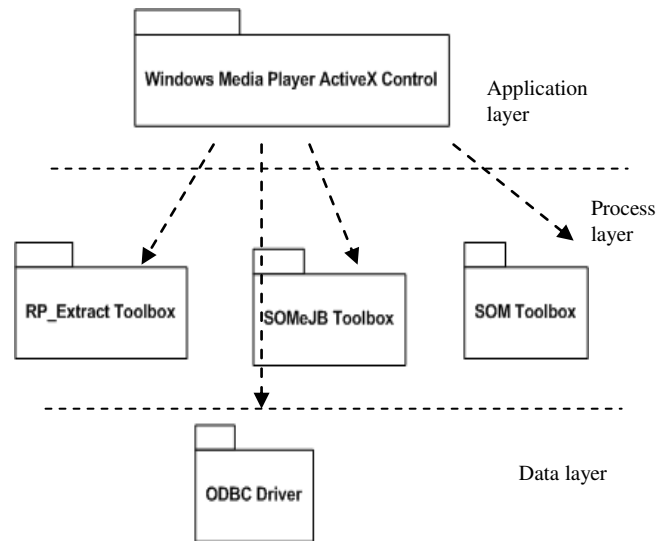 Windows Media Player ActiveX Control
Application
layer
Process
layer
RP_Extract Toolbox
SOMeJB Toolbox
SOM Toolbox
Data layer
ODBC Driver